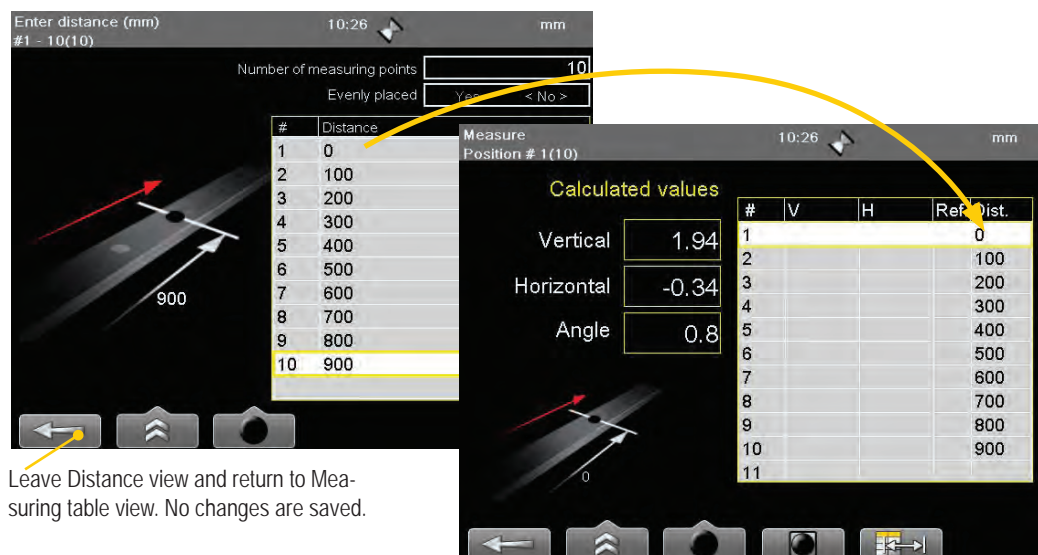 Enter distance (mm)
10:26
mm
#1 - 10(10)
Number of measuring points 10
Evenly placed Yes < No >
# Distance
1 0
2 100
3 200
4 300
5 400
6 500
7 600
8 700
9 800
10 900
900
Leave Distance view and return to Mea-
suring table view. No changes are saved.
Measure
10:26
mm
Position # 1(10)
Calculated values
Vertical 1.94
Horizontal -0.34
Angle 0.8
# V H Ref Dist.
1 0
2 100
3 200
4 300
5 400
6 500
7 600
8 700
9 800
10 900
11
0